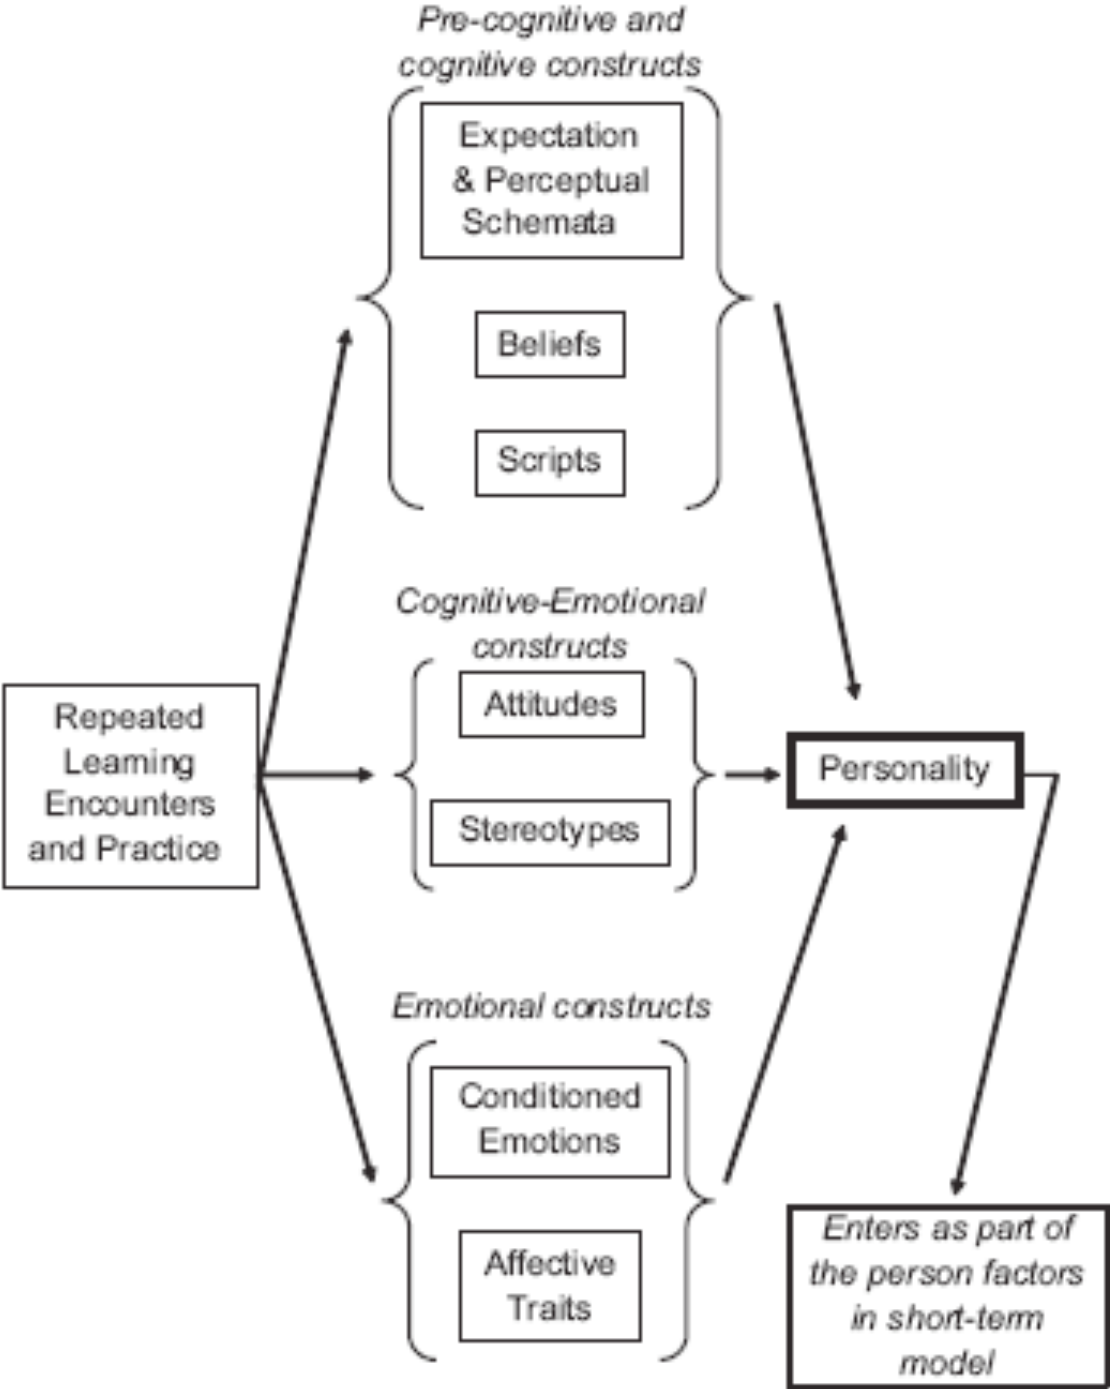 Pre-cognitive and
cognitive constructs
Expectation
& Perceptual
Schemata
Beliefs
Scripts
Cognitive-Emotional
constructs
Attitudes
Stereotypes
Repeated
Learning
Encounters
and Practice
Personality
Emotional constructs
Conditioned
Emotions
Affective
Traits
Enters as part of
the person factors
in short-term
model